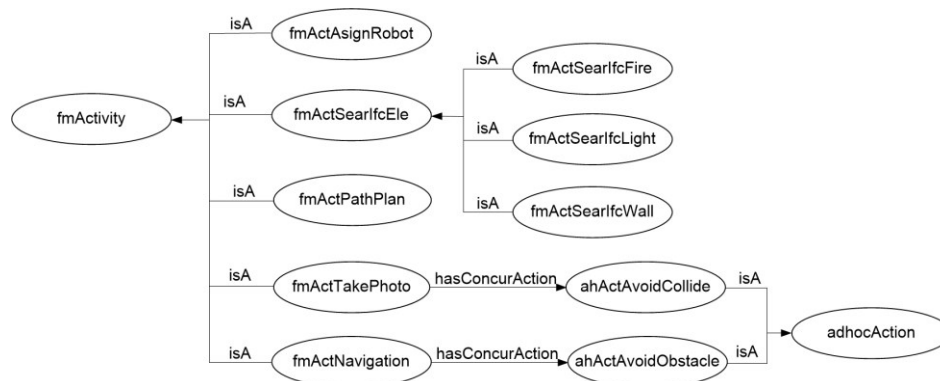 isA
fmActAsignRobot
isA
fmActSearIfcFire
fmActivity
isA
fmActSearIfcEle
isA
fmActSearIfcLight
isA
fmActPathPlan
isA
fmActSearIfcWall
isA
fmActTakePhoto
hasConcurAction
ahActAvoidCollide
isA
adhocAction
isA
fmActNavigation
hasConcurAction
ahActAvoidObstacle
isA